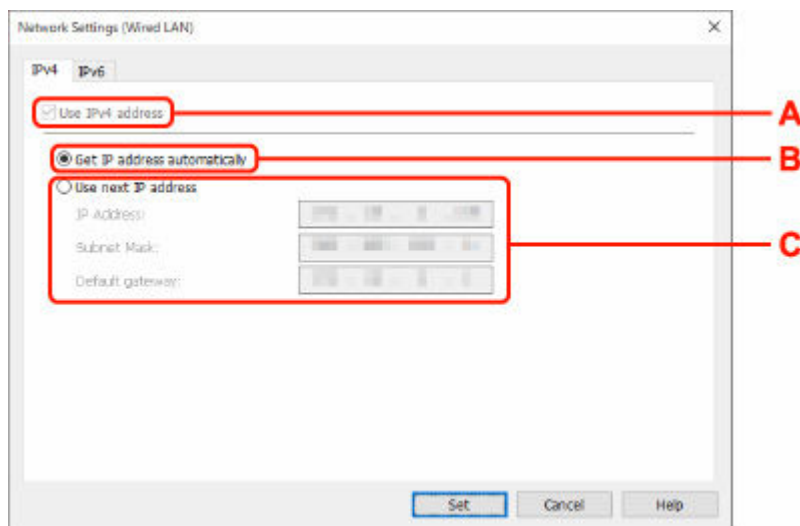 Network Settings (Wired LAN)
IPv4 IPv6
Use IPv4 address
A
Get IP address automatically
B
Use next IP address
IP Address:
Subnet Mask:
C
Default gateway:
Set Cancel Help